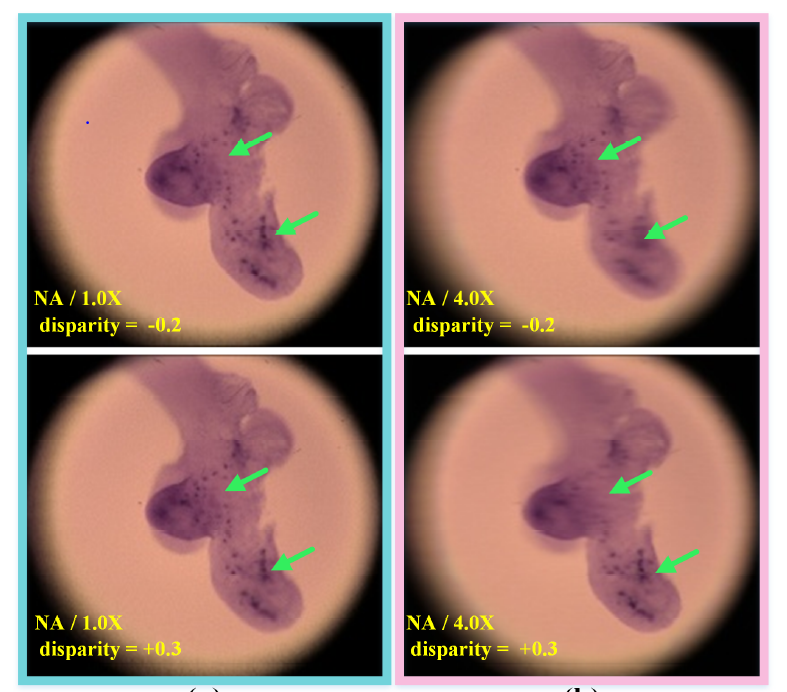 NA / 1.0X
disparity = -0.2
NA / 4.0X
disparity = -0.2
NA / 1.0X
disparity = +0.3
NA / 4.0X
disparity = +0.3